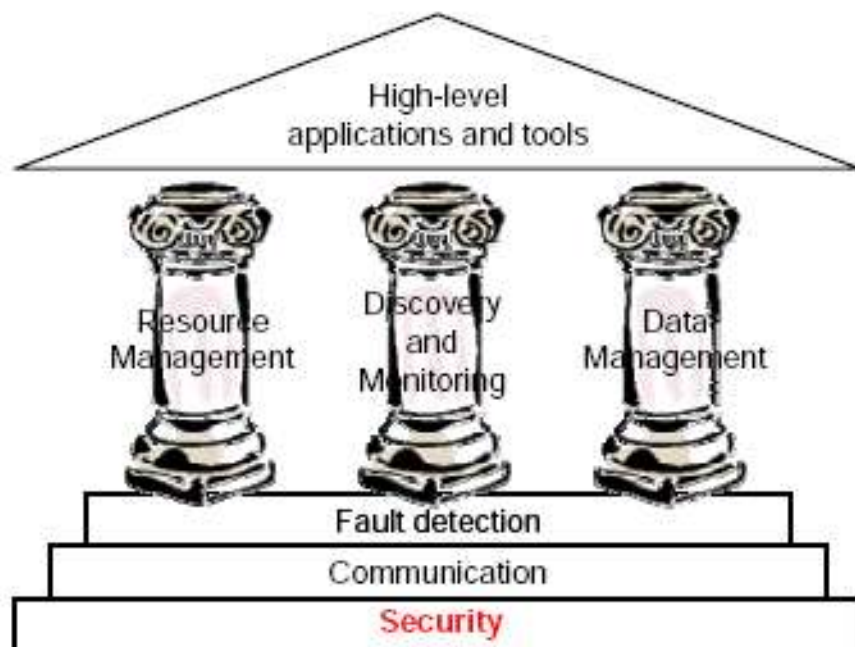 High-level
applications and tools
Resource
Management
Discovery
and
Monitoring
Data
Management
Fault detection
Communication
Security